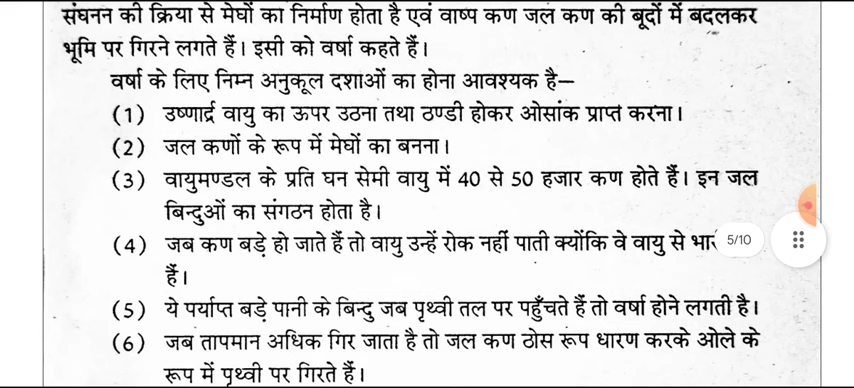 संघनन की क्रिया से मेघों का निर्माण होता है एवं वाष्प कण जल कण की बूदों में बदलकर
भूमि पर गिरने लगते हैं। इसी को वर्षा कहते हैं।
वर्षा के लिए निम्न अनुकूल दशाओं का होना आवश्यक है—
(1) उष्णार्द्र वायु का ऊपर उठना तथा ठण्डी होकर ओसांक प्राप्त करना।
(2) जल कणों के रूप में मेघों का बनना।
(3) वायुमण्डल के प्रति घन सेमी वायु में 40 से 50 हजार कण होते हैं। इन जल
बिन्दुओं का संगठन होता है।
(4) जब कण बड़े हो जाते हैं तो वायु उन्हें रोक नहीं पाती क्योंकि वे वायु से
5/10
हैं।
(5) ये पर्याप्त बड़े पानी के बिन्दु जब पृथ्वी तल पर पहुँचते हैं तो वर्षा होने लगती है।
(6) जब तापमान अधिक गिर जाता है तो जल कण ठोस रूप धारण करके ओले के
रूप में पृथ्वी पर गिरते हैं।